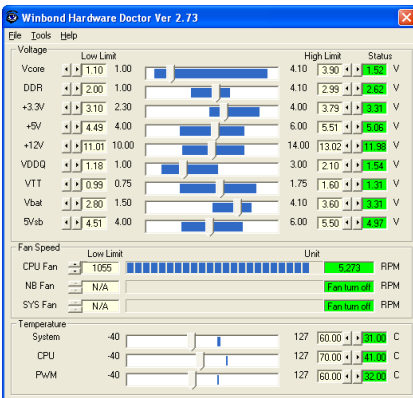 Winbond Hardware Doctor Ver 2.73
File Tools Help
Voltage
Low Limit High Limit Status
Vcore 1.10 1.00 4.10 3.90 1.52 V
DDR 2.00 1.00 4.10 2.99 2.62 V
+3.3V 3.10 2.30 4.00 3.79 3.31 V
+5V 4.49 4.00 6.00 5.51 5.06 V
+12V 11.01 10.00 14.00 13.02 11.98 V
VDDQ 1.18 1.00 3.00 2.10 1.54 V
VTT 0.99 0.75 1.75 1.60 1.31 V
Vbat 2.80 1.50 4.10 3.60 3.31 V
5Vsb 4.51 4.00 6.00 5.50 4.97 V
Fan Speed
Low Limit Unit
CPU Fan 1055 5,273 RPM
NB Fan N/A Fan turn off RPM
SYS Fan N/A Fan turn off RPM
Temperature
System -40 127 60.00 31.00 C
CPU -40 127 70.00 41.00 C
PWM -40 127 60.00 32.00 C